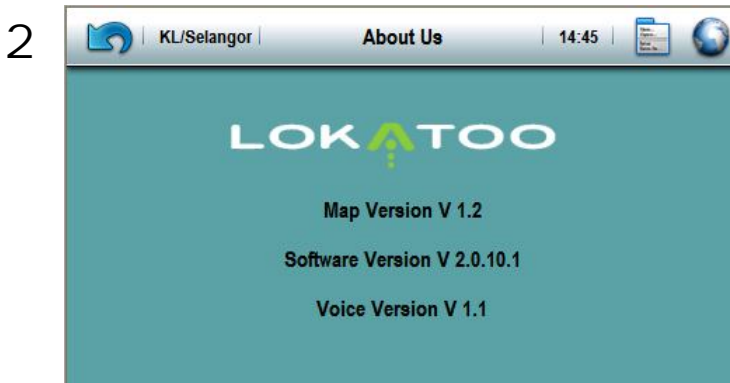 2
KL/Selangor About Us 14:45
LOKATOO
Map Version V 1.2
Software Version V 2.0.10.1
Voice Version V 1.1